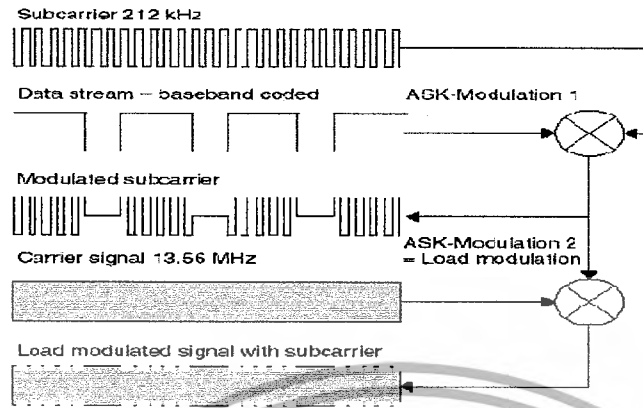 Subcarrier 212 kHz
Data stream – baseband coded
ASK-Modulation 1
Modulated subcarrier
Carrier signal 13.56 MHz
ASK-Modulation 2
= Load modulation
Load modulated signal with subcarrier